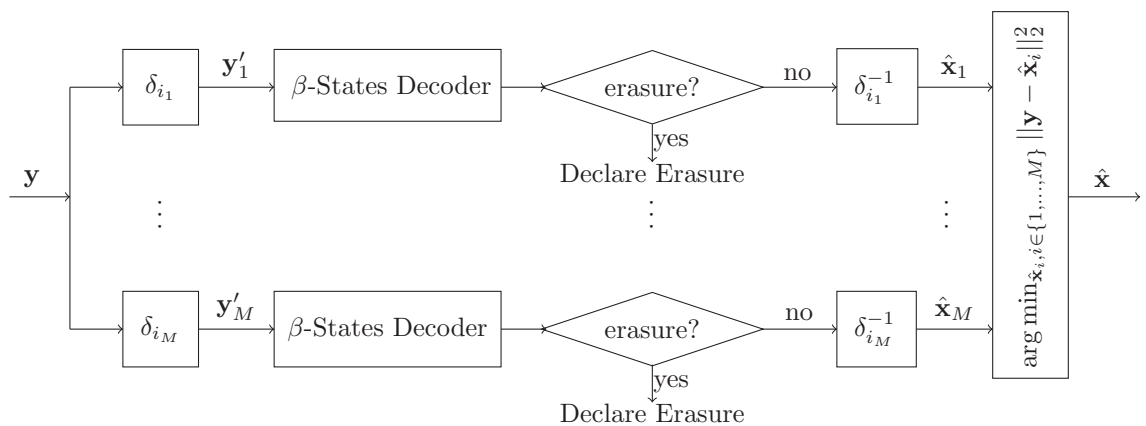 δ_{i_1} y′_1 β-States Decoder erasure? no δ_{i_1}^{-1} x̂_1
yes
Declare Erasure
y ⋮ ⋮ ⋮ arg min_{x̂_i, i∈{1,...,M}} ||y − x̂_i||_2^2 x̂
δ_{i_M} y′_M β-States Decoder erasure? no δ_{i_M}^{-1} x̂_M
yes
Declare Erasure